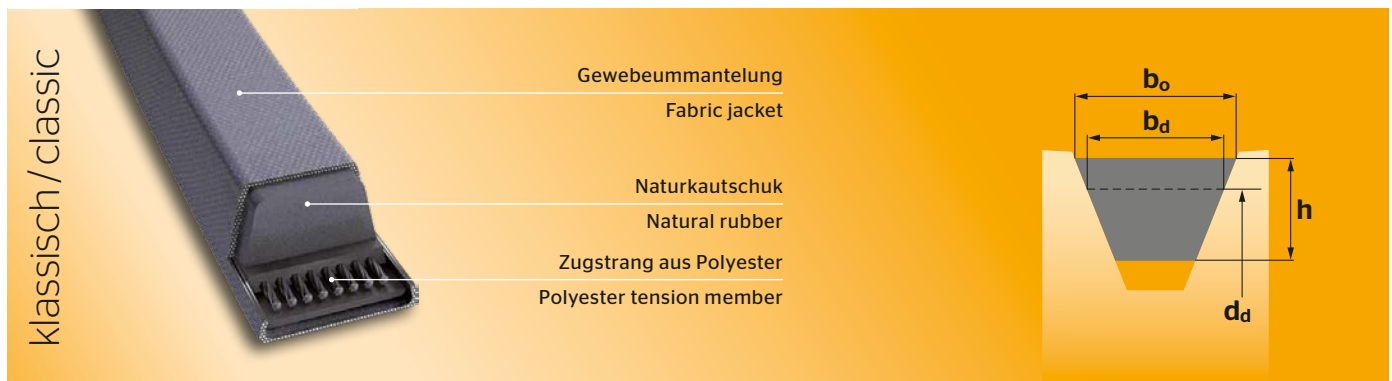 klassisch / classic
Gewebeummantelung
Fabric jacket
Naturkautschuk
Natural rubber
Zugstrang aus Polyester
Polyester tension member
bo
bd
h
dd